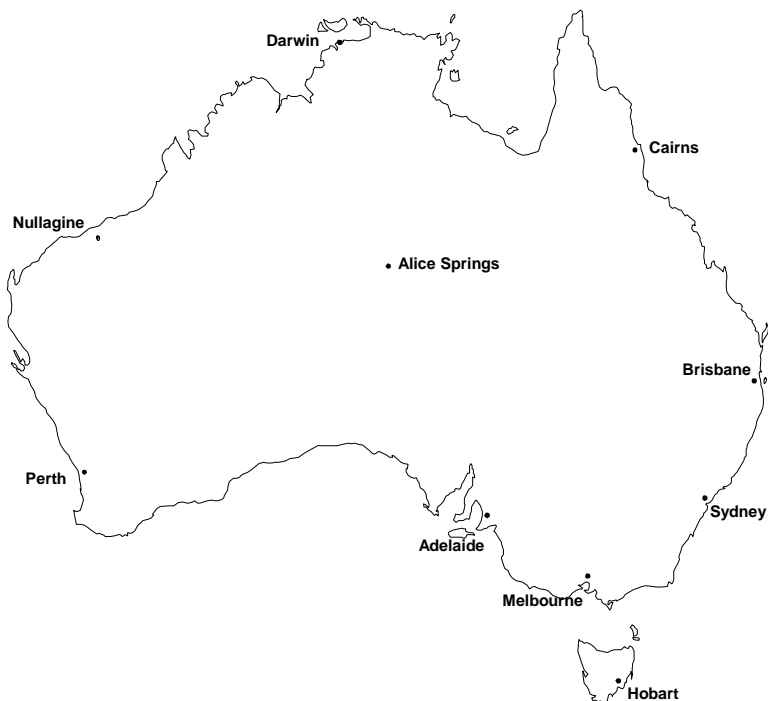 Darwin
Cairns
Nullagine
Alice Springs
Brisbane
Perth
Sydney
Adelaide
Melbourne
Hobart